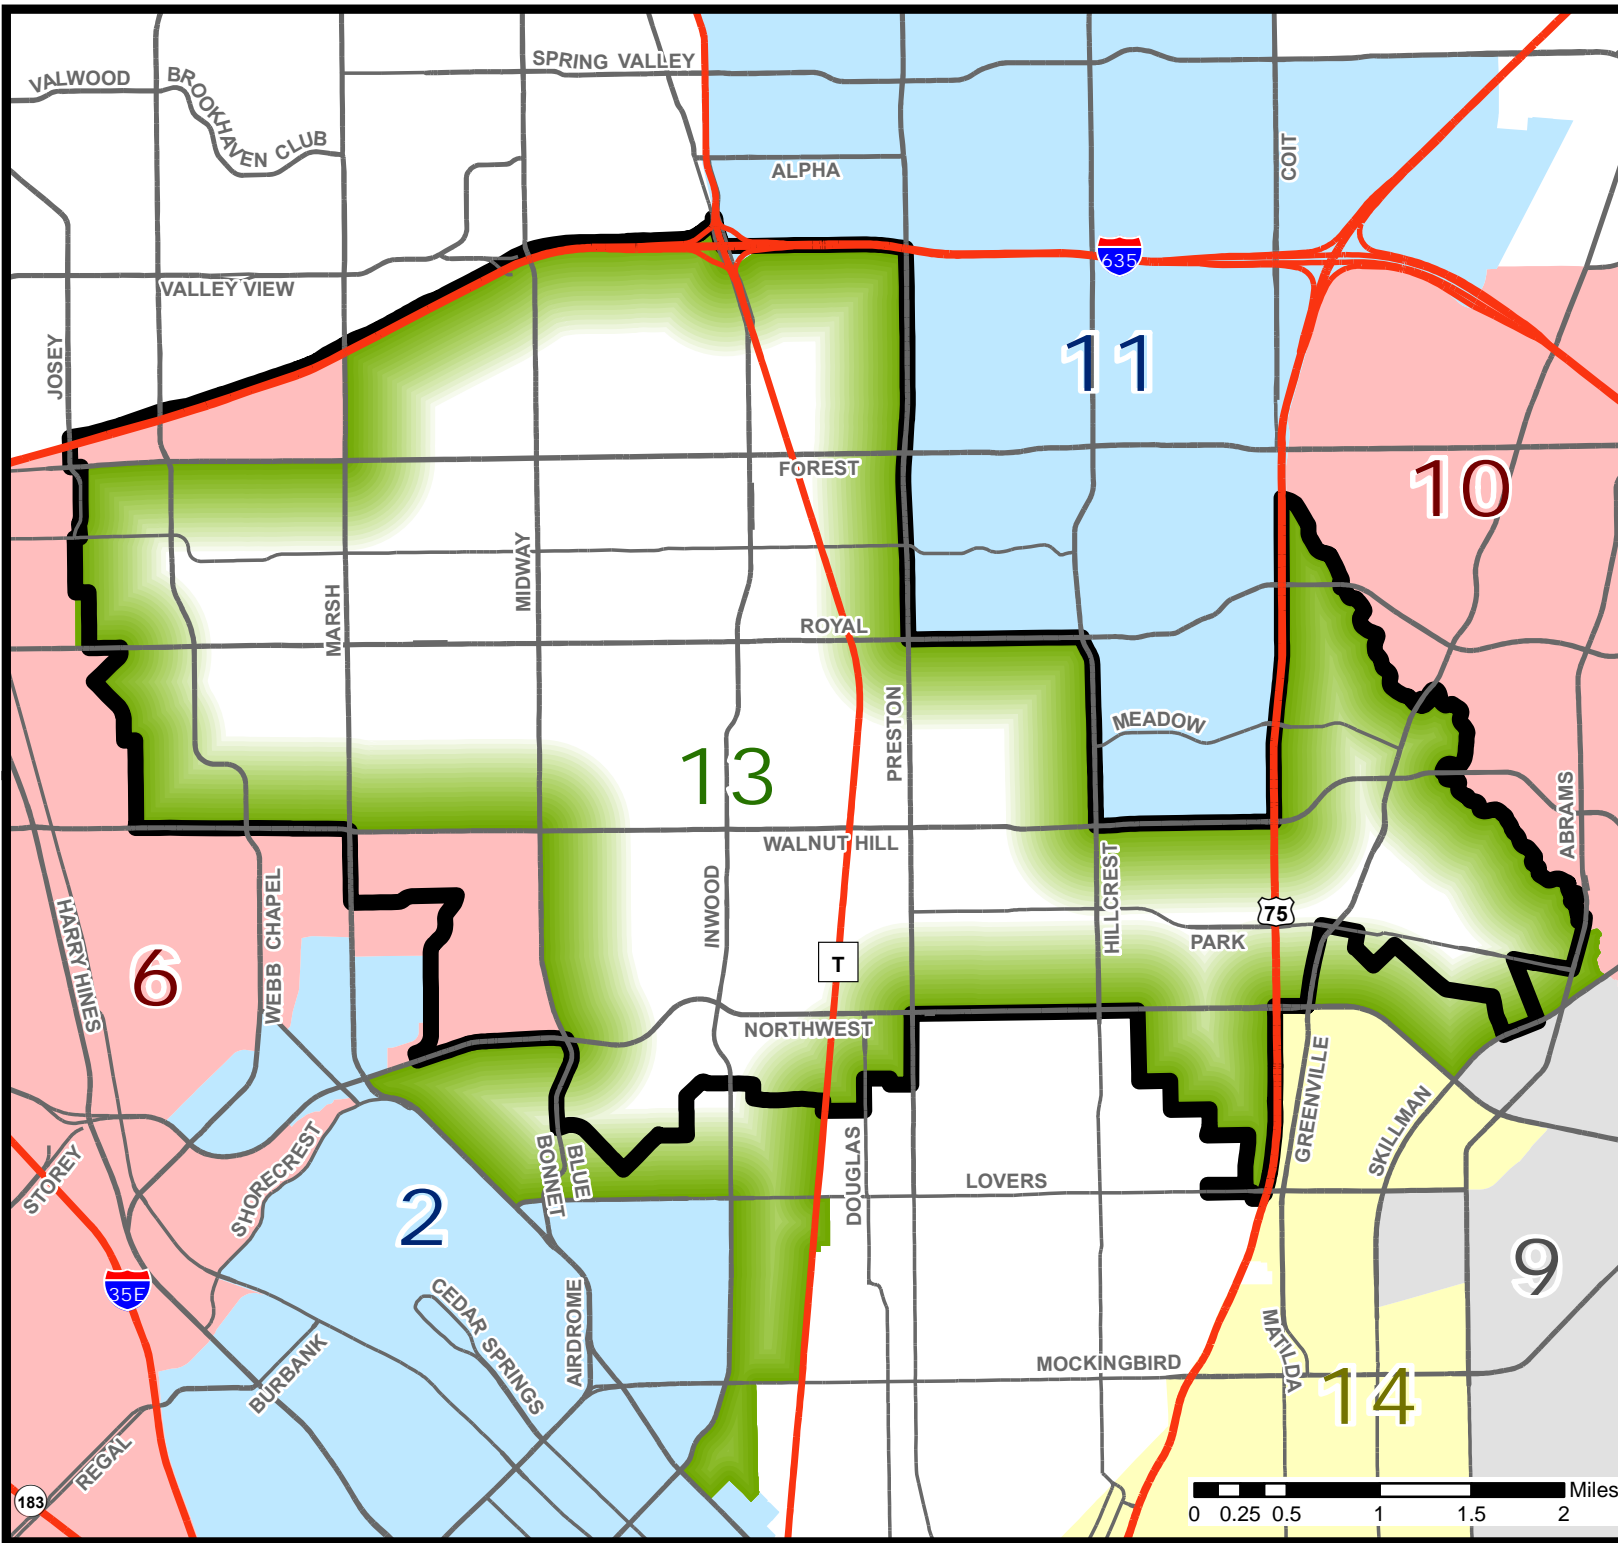 SPRING VALLEY
VALWOOD
BROOKHAVEN CLUB
ALPHA
COIT
635
VALLEY VIEW
JOSEY
11
FOREST
10
MIDWAY
MARSH
ROYAL
PRESTON
MEADOW
13
WALNUT HILL
ABRAMS
HILLCREST
INWOOD
WEBB CHAPEL
HARRY HINES
75
PARK
6
T
NORTHWEST
GREENVILLE
SKILLMAN
DOUGLAS
BLUE
BONNET
LOVERS
STOREY
SHORECREST
2
9
35E
CEDAR SPRINGS
AIRDROME
MATILDA
BURBANK
MOCKINGBIRD
14
REGAL
183
Miles
0 0.25 0.5 1 1.5 2